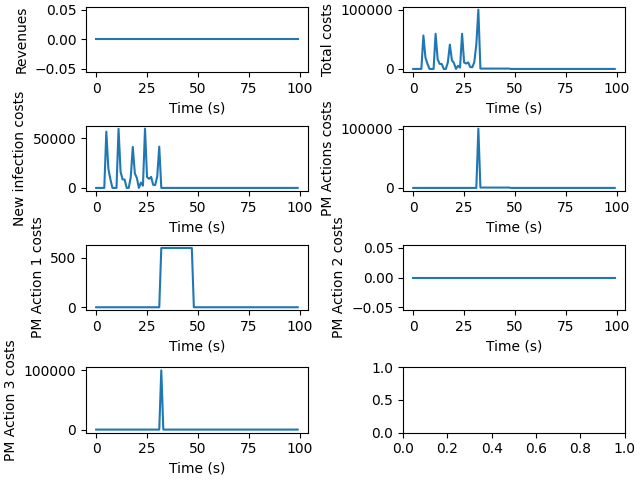 Revenues
0.05
0.00
−0.05
0 25 50 75 100
Time (s)
Total costs
100000
0
0 25 50 75 100
Time (s)
New infection costs
50000
0
0 25 50 75 100
Time (s)
PM Actions costs
100000
0
0 25 50 75 100
Time (s)
PM Action 1 costs
500
0
0 25 50 75 100
Time (s)
PM Action 2 costs
0.05
0.00
−0.05
0 25 50 75 100
Time (s)
PM Action 3 costs
100000
0
0 25 50 75 100
Time (s)
1.0
0.5
0.0
0.0 0.2 0.4 0.6 0.8 1.0